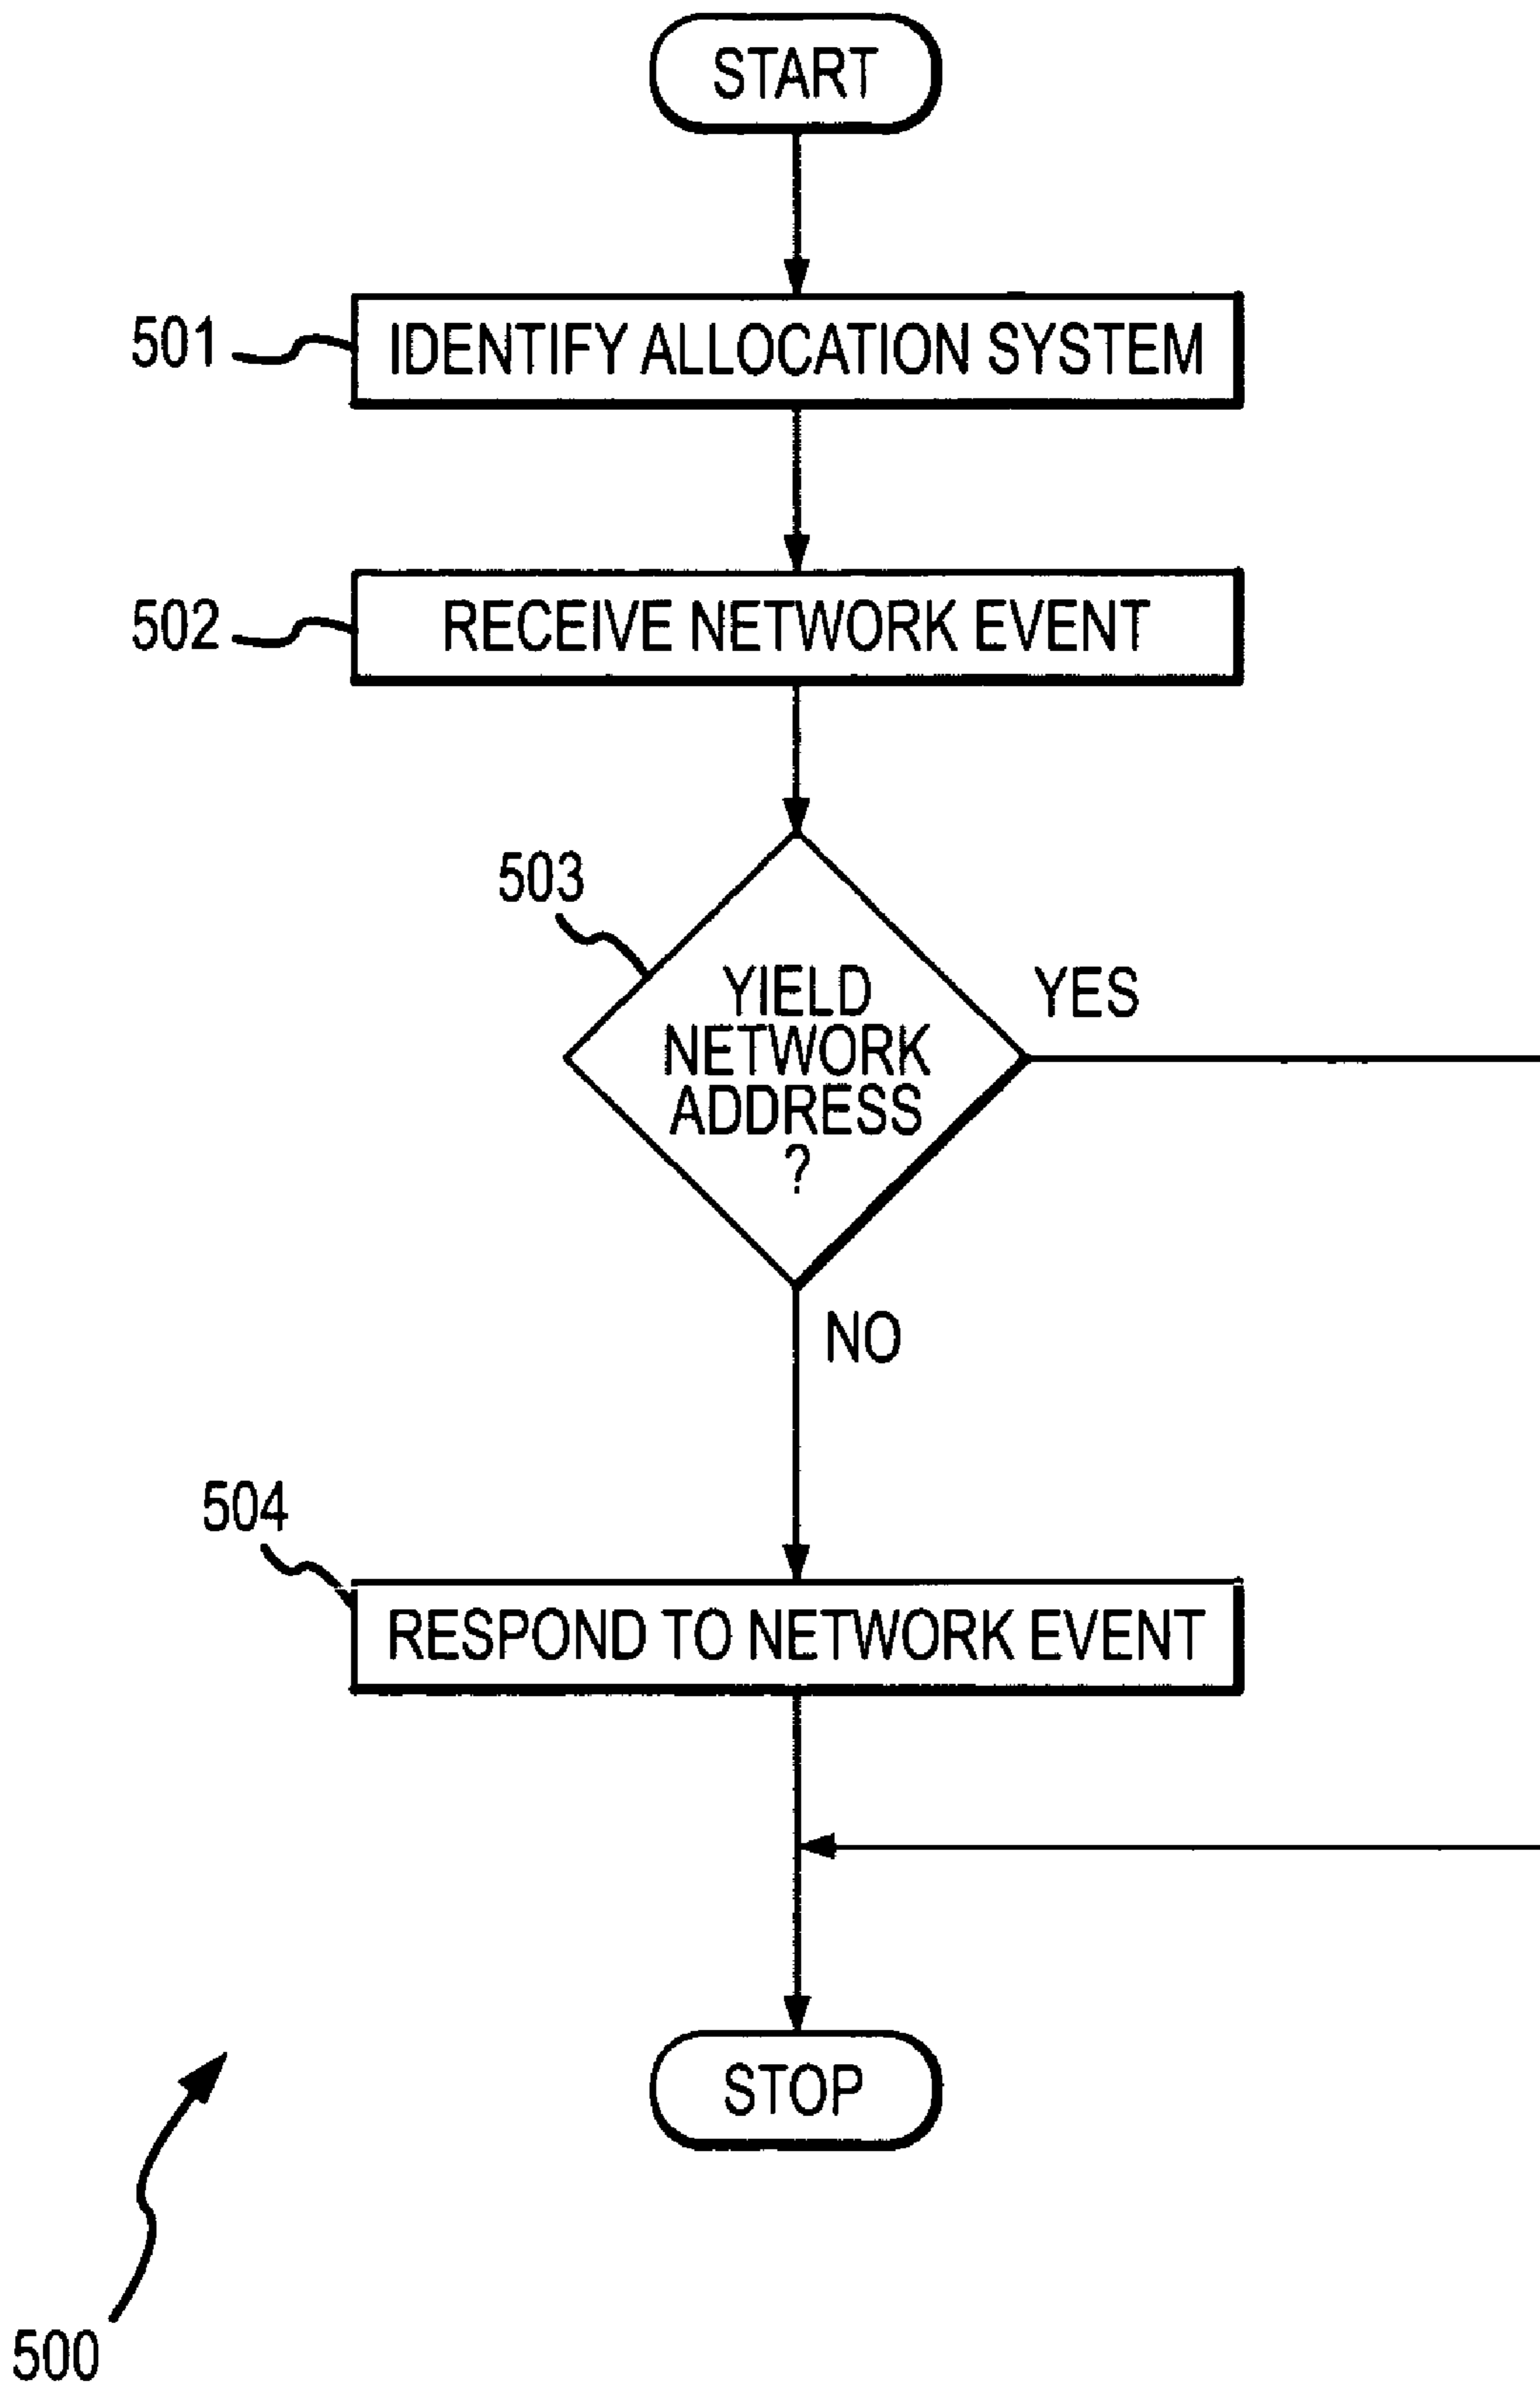 START
501
IDENTIFY ALLOCATION SYSTEM
502
RECEIVE NETWORK EVENT
503
YIELD
NETWORK
ADDRESS
?
YES
NO
504
RESPOND TO NETWORK EVENT
STOP
500